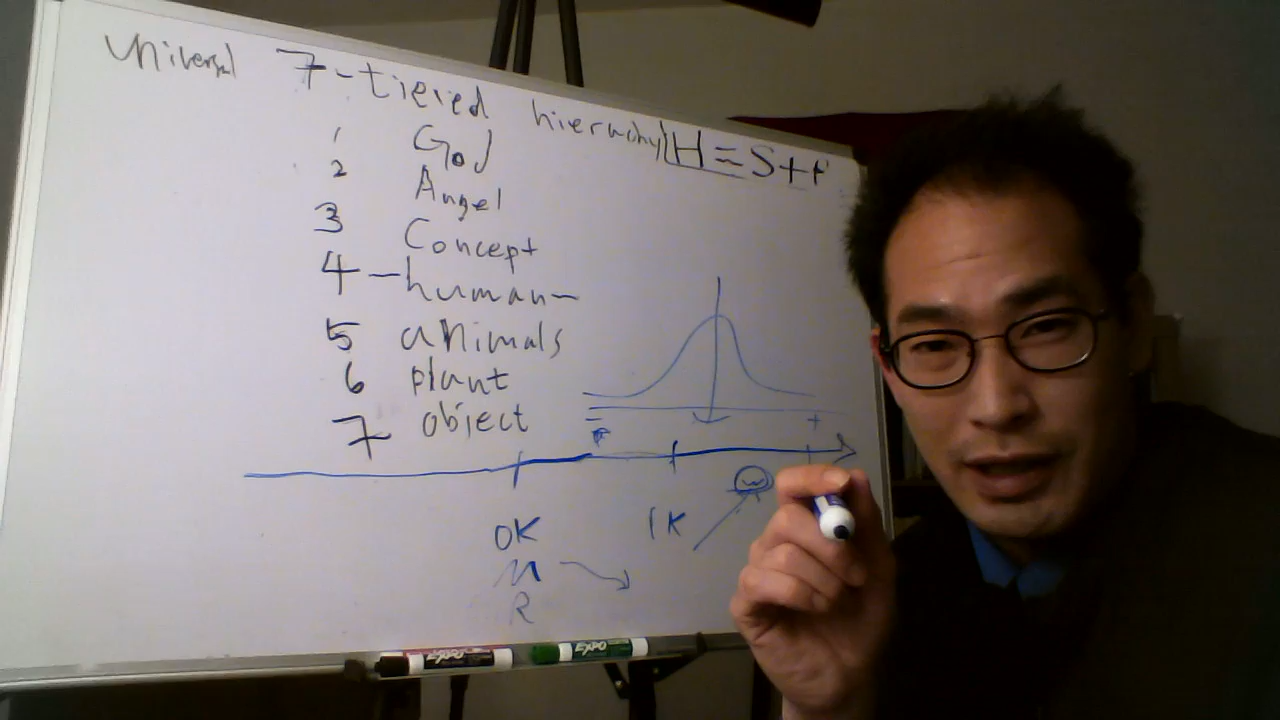 Universal 7-tiered hierarchy H = S + r
1 God
2 Angel
3 Concept
4 - human -
5 animals
6 plant
7 object
- +
0K 1K W
M
R
EXPO EXPO